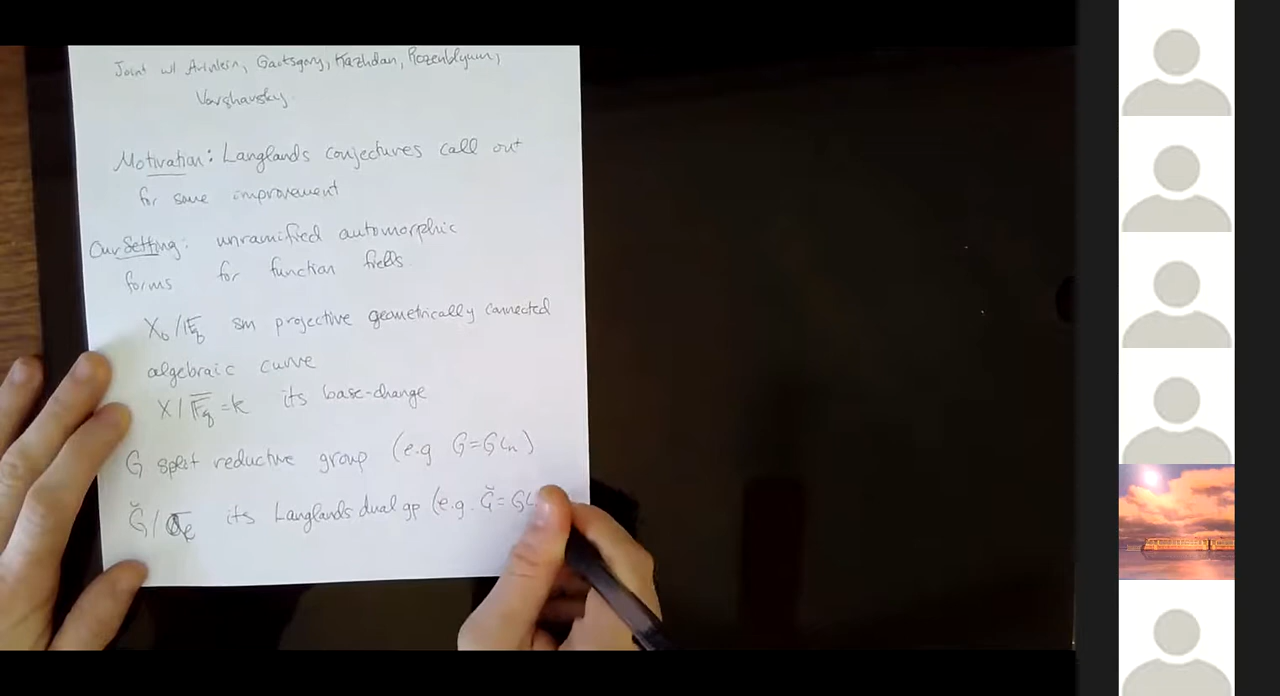 Joint w/ Arinkin, Gaitsgory, Kazhdan, Rozenblyum,
Varshavsky.
Motivation: Langlands conjectures call out
for some improvement
Our Setting: unramified automorphic
forms for function fields.
X₀/𝔽_q sm projective geometrically connected
algebraic curve
X/\overline{𝔽}_q = k its base-change
G split reductive group (e.g G=GLn)
Ǧ/\overline{ℚ}_ℓ its Langlands dual gp (e.g. Ǧ=GL